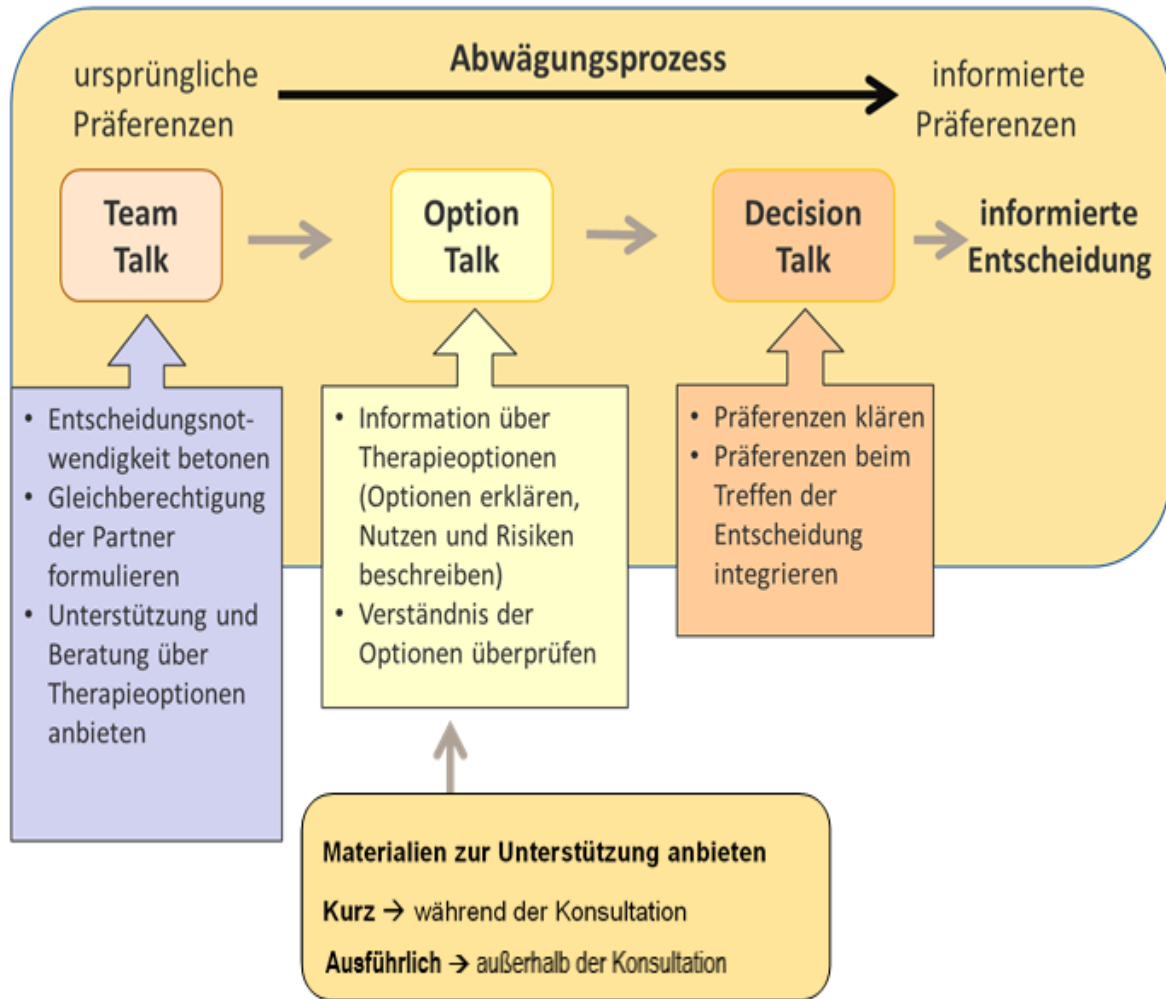 Abwägungsprozess
ursprüngliche
Präferenzen
informierte
Präferenzen
Team
Talk
Option
Talk
Decision
Talk
informierte
Entscheidung
• Entscheidungsnot-
wendigkeit betonen
• Gleichberechtigung
der Partner
formulieren
• Unterstützung und
Beratung über
Therapieoptionen
anbieten
• Information über
Therapieoptionen
(Optionen erklären,
Nutzen und Risiken
beschreiben)
• Verständnis der
Optionen überprüfen
• Präferenzen klären
• Präferenzen beim
Treffen der
Entscheidung
integrieren
Materialien zur Unterstützung anbieten
Kurz → während der Konsultation
Ausführlich → außerhalb der Konsultation